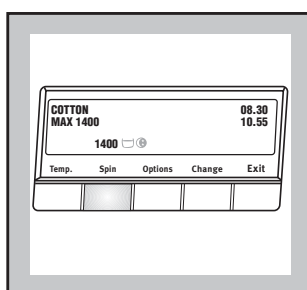 COTTON 08.30
MAX 1400 10.55
1400
Temp. Spin Options Change Exit